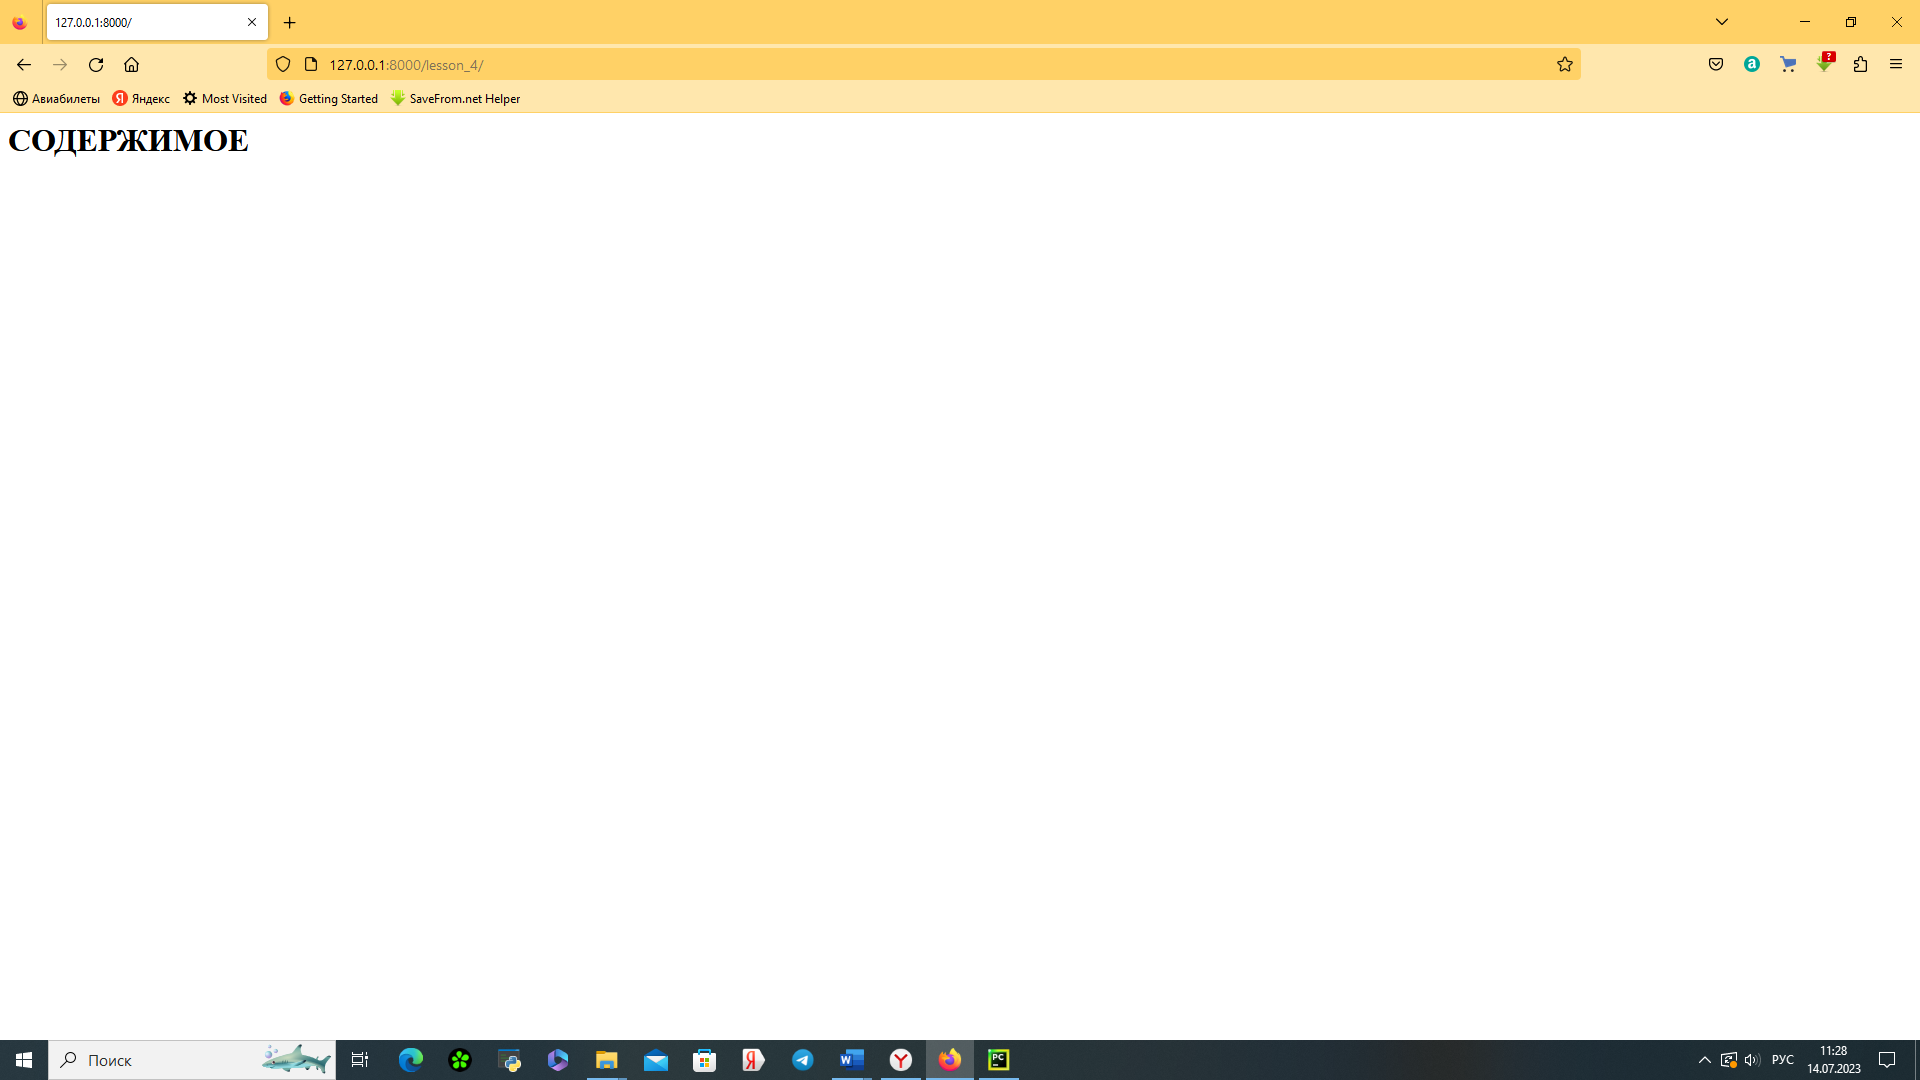 127.0.0.1:8000/
127.0.0.1:8000/lesson_4/
?
Авиабилеты Яндекс Most Visited Getting Started SaveFrom.net Helper
СОДЕРЖИМОЕ
Поиск
РУС
11:28
14.07.2023